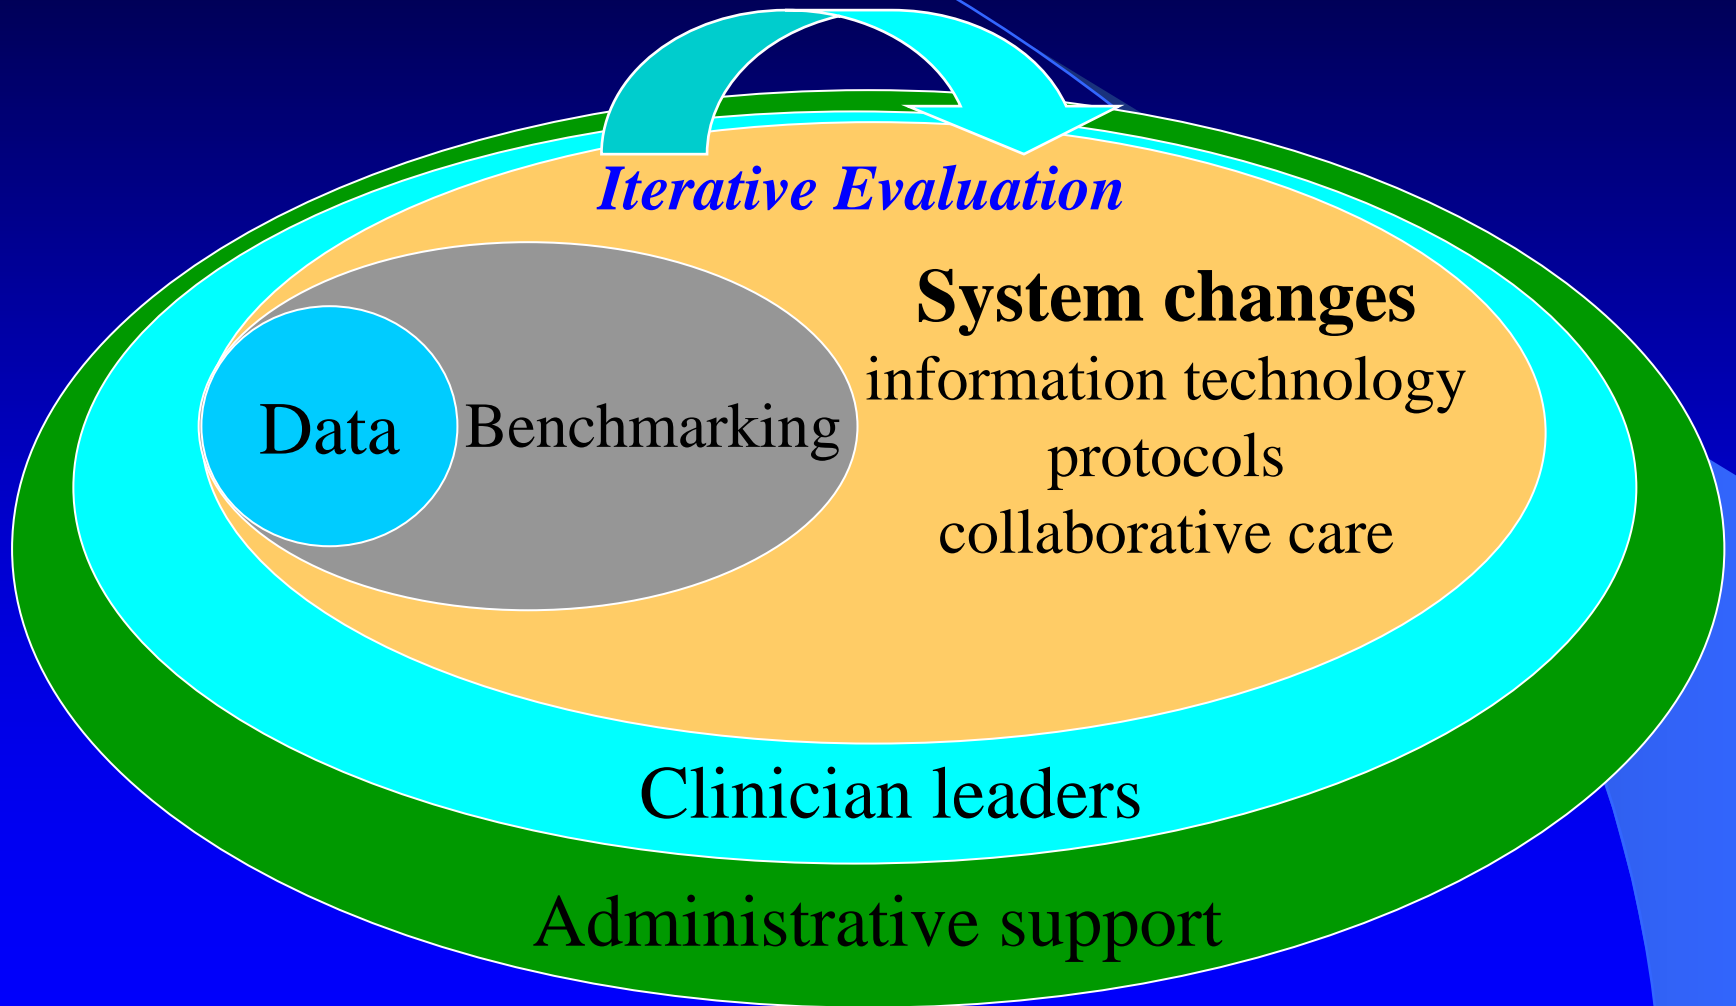 Iterative Evaluation
System changes
information technology
protocols
collaborative care
Data
Benchmarking
Clinician leaders
Administrative support